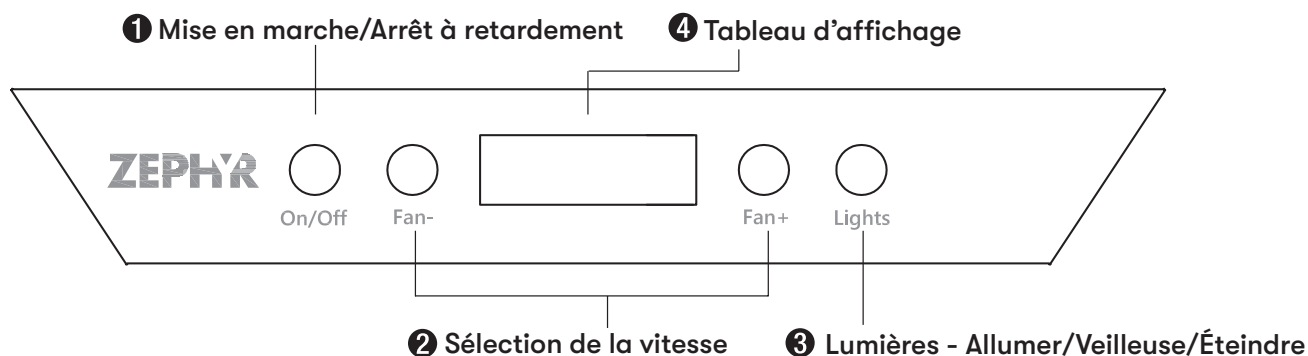 ❶ Mise en marche/Arrêt à retardement
❹ Tableau d’affichage
ZEPHYR
On/Off
Fan-
Fan+
Lights
❷ Sélection de la vitesse
❸ Lumières - Allumer/Veilleuse/Éteindre